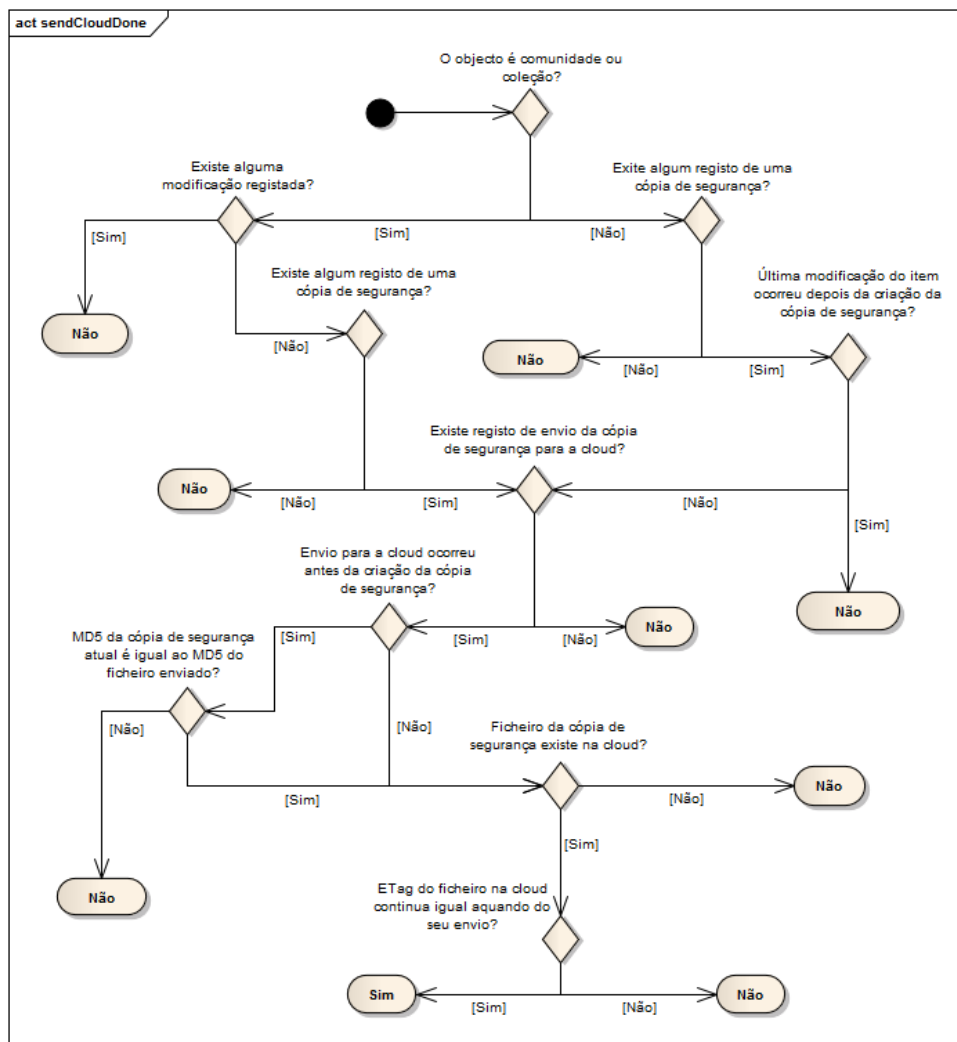 act sendCloudDone
O objecto é comunidade ou
coleção?
Existe alguma
modificação registada?
Exite algum registo de uma
cópia de segurança?
[Sim]
[Sim]
[Não]
Existe algum registo de uma
cópia de segurança?
Última modificação do item
ocorreu depois da criação da
cópia de segurança?
Não
[Não]
Não
[Não]
[Sim]
Existe registo de envio da cópia
de segurança para a cloud?
Não
[Não]
[Sim]
[Não]
[Sim]
Envio para a cloud ocorreu
antes da criação da cópia
de segurança?
Não
Não
[Sim]
[Sim]
[Não]
MD5 da cópia de segurança
atual é igual ao MD5 do
ficheiro enviado?
[Não]
[Não]
Ficheiro da cópia de
segurança existe na cloud?
[Sim]
[Não]
Não
[Sim]
Não
ETag do ficheiro na cloud
continua igual aquando do
seu envio?
Sim
[Sim]
[Não]
Não